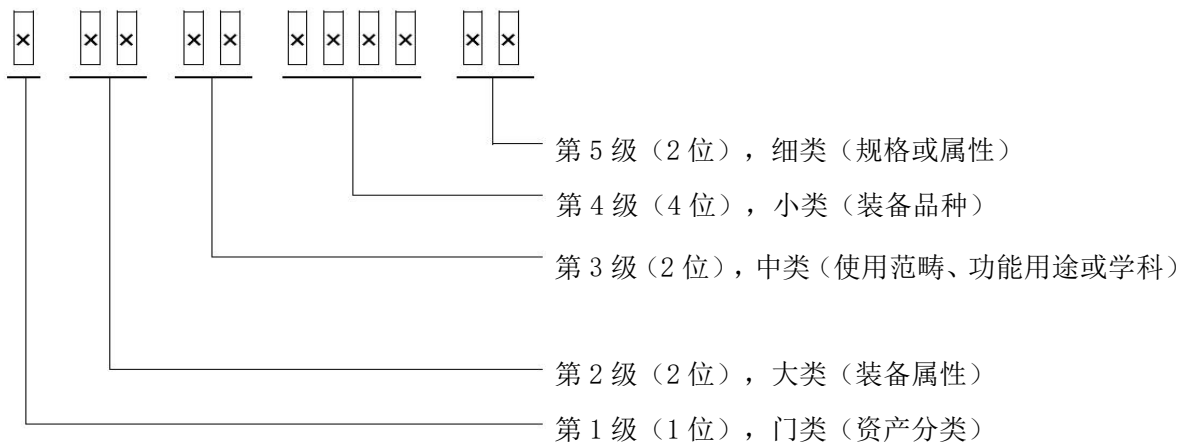 × ×× ×× ×××× ××
第5级（2位），细类（规格或属性）
第4级（4位），小类（装备品种）
第3级（2位），中类（使用范畴、功能用途或学科）
第2级（2位），大类（装备属性）
第1级（1位），门类（资产分类）